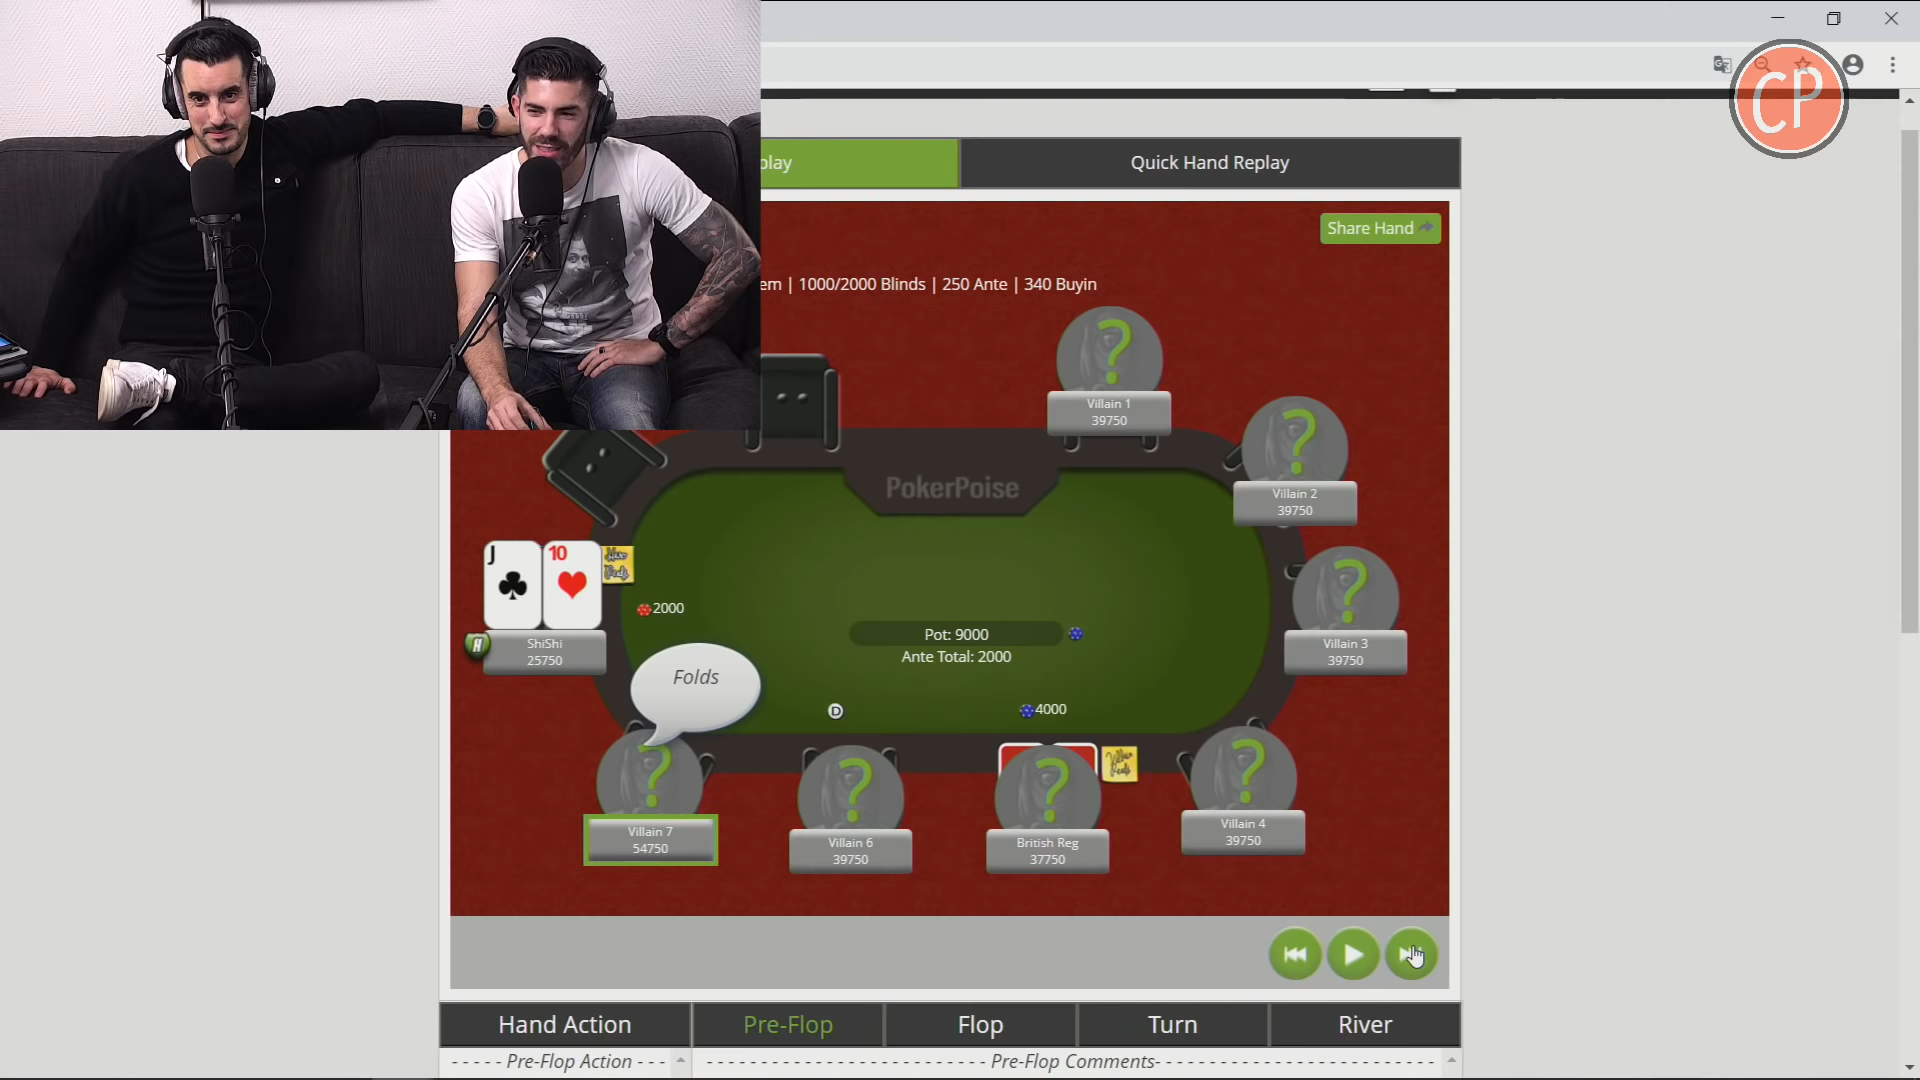 CP
play
Quick Hand Replay
Share Hand
em | 1000/2000 Blinds | 250 Ante | 340 Buyin
Villain 1
39750
Villain 2
39750
PokerPoise
J
10
Hero
Cards
2000
Villain 3
39750
Pot: 9000
Ante Total: 2000
H
ShiShi
25750
Folds
D
4000
Villain 7
54750
Villain 6
39750
British Reg
37750
Villain 4
39750
Hand Action
Pre-Flop
Flop
Turn
River
- - - - - Pre-Flop Action - - -
- - - - - - - - - - - - - - - - - - - - - - - - - Pre-Flop Comments- - - - - - - - - - - - - - - - - - - - - - - - - -